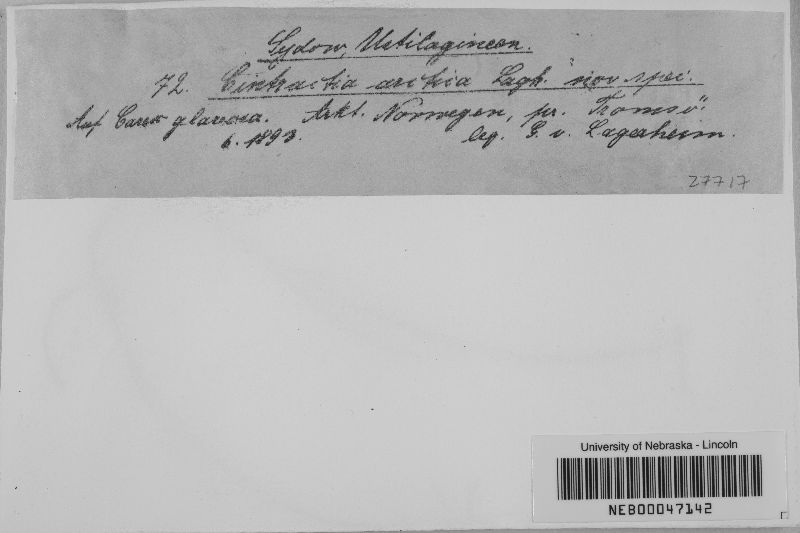 Sydow, Ustilagineen.
72. Cintractia arctica Lagh. nov. spec.
Auf Carex glareosa. Arkt. Norwegen, pr. Tromsö.
6. 1893. leg. G. v. Lagerheim.
27717
University of Nebraska - Lincoln
NEB00047142